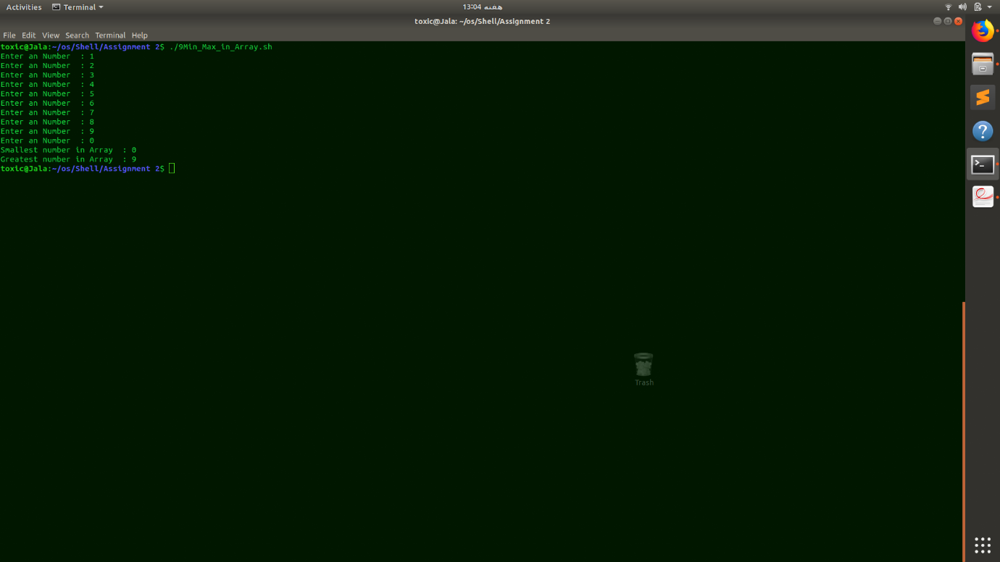 Activities Terminal 13:04 هفته
toxic@Jala: ~/os/Shell/Assignment 2
File Edit View Search Terminal Help
toxic@Jala:~/os/Shell/Assignment 2$ ./9Min_Max_in_Array.sh
Enter an Number  : 1
Enter an Number  : 2
Enter an Number  : 3
Enter an Number  : 4
Enter an Number  : 5
Enter an Number  : 6
Enter an Number  : 7
Enter an Number  : 8
Enter an Number  : 9
Enter an Number  : 0
Smallest number in Array  : 0
Greatest number in Array  : 9
toxic@Jala:~/os/Shell/Assignment 2$
Trash